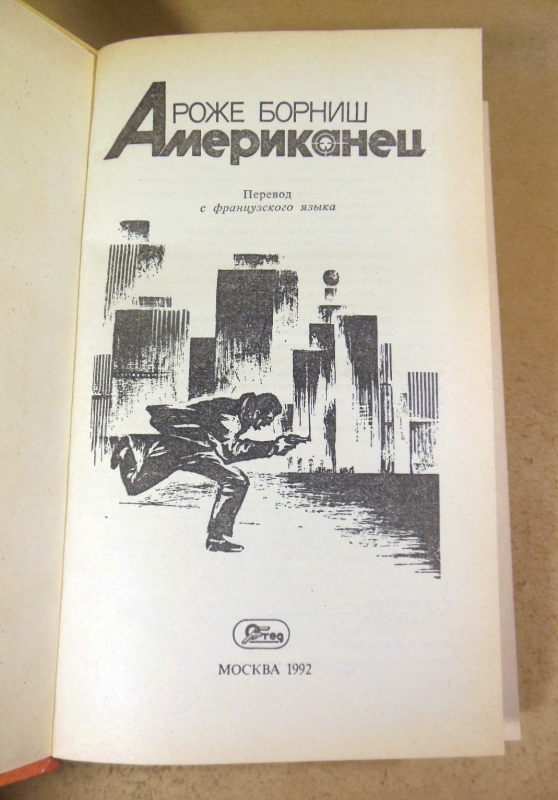 РОЖЕ БОРНИШ
Американец
Перевод
с французского языка
МОСКВА 1992